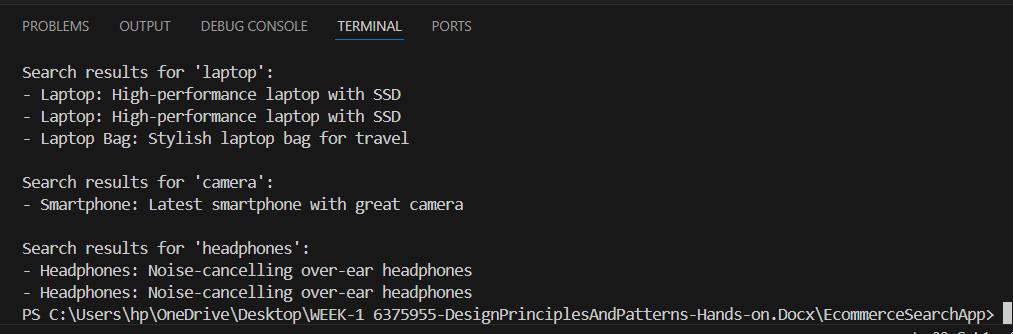 PROBLEMS OUTPUT DEBUG CONSOLE TERMINAL PORTS
Search results for 'laptop':
- Laptop: High-performance laptop with SSD
- Laptop: High-performance laptop with SSD
- Laptop Bag: Stylish laptop bag for travel
Search results for 'camera':
- Smartphone: Latest smartphone with great camera
Search results for 'headphones':
- Headphones: Noise-cancelling over-ear headphones
- Headphones: Noise-cancelling over-ear headphones
PS C:\Users\hp\OneDrive\Desktop\WEEK-1 6375955-DesignPrinciplesAndPatterns-Hands-on.Docx\EcommerceSearchApp>